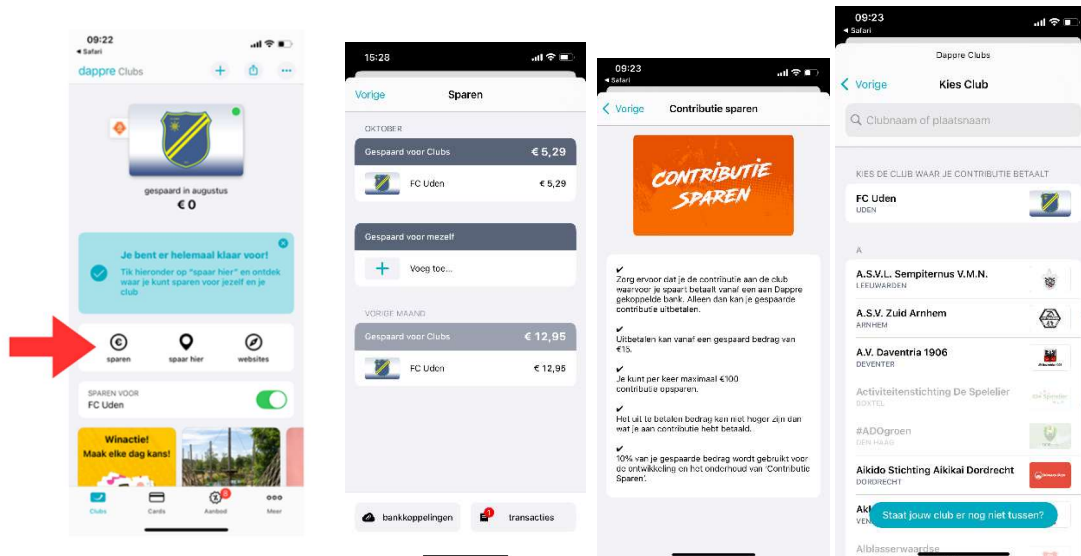 09:22
Safari
dappre Clubs
gespaard in augustus
€ 0
Je bent er helemaal klaar voor!
Tik hieronder op "spaar hier" en ontdek
waar je kunt sparen voor jezelf en je
club
sparen
spaar hier
websites
SPAREN VOOR
FC Uden
Winactie!
Maak elke dag kans!
Clubs
Cards
Aanbod
8
Meer
15:28
Vorige
Sparen
OKTOBER
Gespaard voor Clubs € 5,29
FC Uden € 5,29
Gespaard voor mezelf
Voeg toe...
VORIGE MAAND
Gespaard voor Clubs € 12,95
FC Uden € 12,95
bankkoppelingen
1
transacties
09:23
Safari
Vorige
Contributie sparen
CONTRIBUTIE
SPAREN
Zorg ervoor dat je de contributie aan de club
waarvoor je spaart betaalt vanaf een aan Dappre
gekoppelde bank. Alleen dan kan je gespaarde
contributie uitbetalen.
Uitbetalen kan vanaf een gespaard bedrag van
€15.
Je kunt per keer maximaal €100
contributie opsparen.
Het uit te betalen bedrag kan niet hoger zijn dan
wat je aan contributie hebt betaald.
10% van je gespaarde bedrag wordt gebruikt voor
de ontwikkeling en het onderhoud van 'Contributie
Sparen'.
09:23
Safari
Dappre Clubs
Vorige
Kies Club
Clubnaam of plaatsnaam
KIES DE CLUB WAAR JE CONTRIBUTIE BETAALT
FC Uden
UDEN
A
A.S.V.L. Sempiternus V.M.N.
LEEUWARDEN
A.S.V. Zuid Arnhem
ARNHEM
A.V. Daventria 1906
DEVENTER
Activiteitenstichting De Spelelier
BOXTEL
#ADOgroen
DEN HAAG
Aikido Stichting Aikikai Dordrecht
DORDRECHT
Staat jouw club er nog niet tussen?
Alblasserwaardse